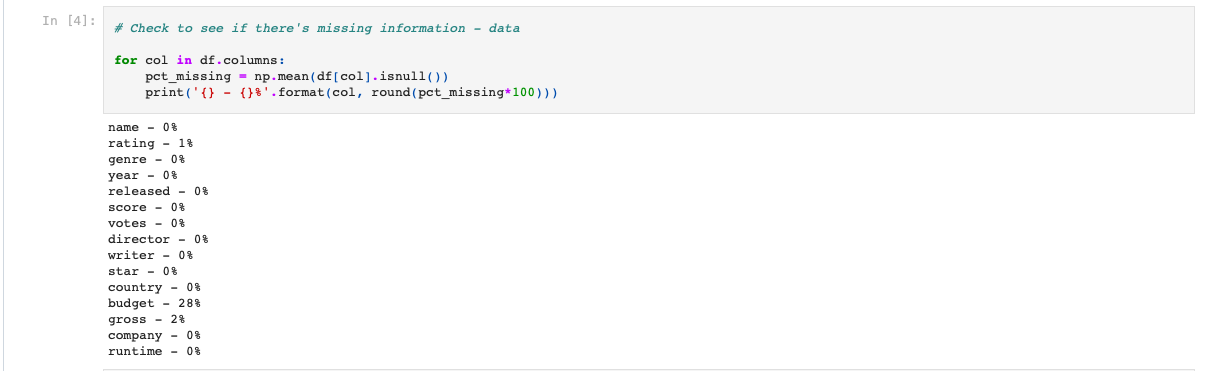 In [4]:
# Check to see if there's missing information - data
for col in df.columns:
    pct_missing = np.mean(df[col].isnull())
    print('{} - {}%'.format(col, round(pct_missing*100)))
name - 0%
rating - 1%
genre - 0%
year - 0%
released - 0%
score - 0%
votes - 0%
director - 0%
writer - 0%
star - 0%
country - 0%
budget - 28%
gross - 2%
company - 0%
runtime - 0%